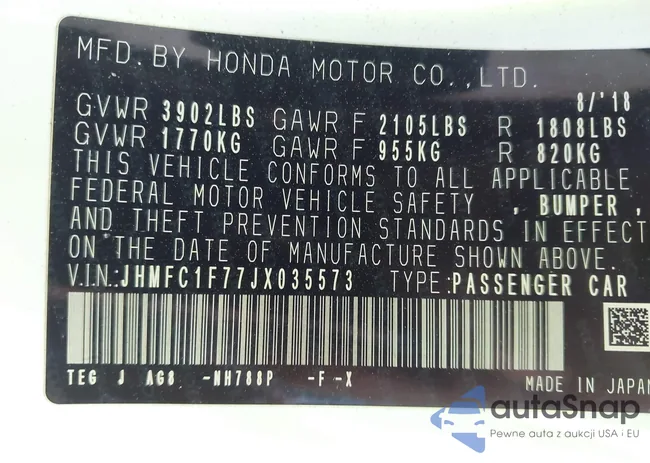 MFD. BY HONDA MOTOR CO.,LTD.
8/'18
GVWR 3902LBS GAWR F 2105LBS R 1808LBS
GVWR 1770KG GAWR F 955KG R 820KG
THIS VEHICLE CONFORMS TO ALL APPLICABLE
FEDERAL MOTOR VEHICLE SAFETY , BUMPER ,
AND THEFT PREVENTION STANDARDS IN EFFECT
ON THE DATE OF MANUFACTURE SHOWN ABOVE.
V.I.N.:JHMFC1F77JX035573 TYPE:PASSENGER CAR
TEG J AG8 -NH788P -F -X
MADE IN JAPAN
autaSnap
Pewne auta z aukcji USA i EU